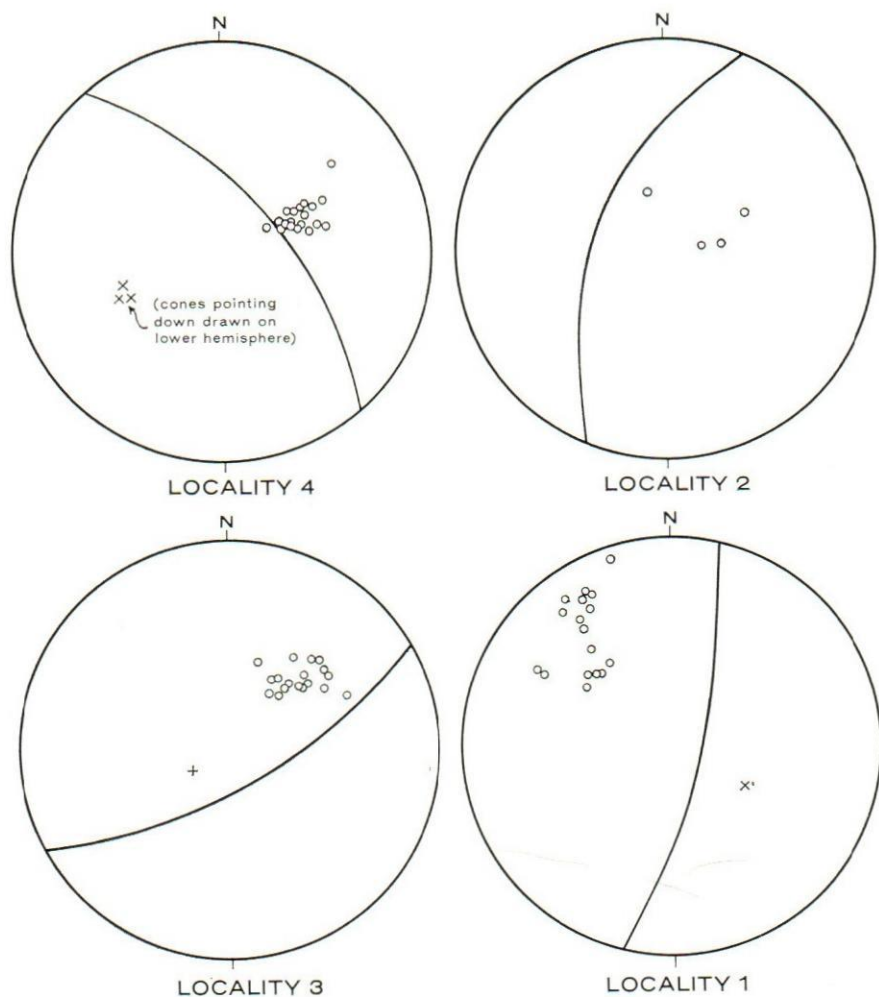 N
N
(cones pointing
down drawn on
lower hemisphere)
LOCALITY 4
LOCALITY 2
N
N
LOCALITY 3
LOCALITY 1